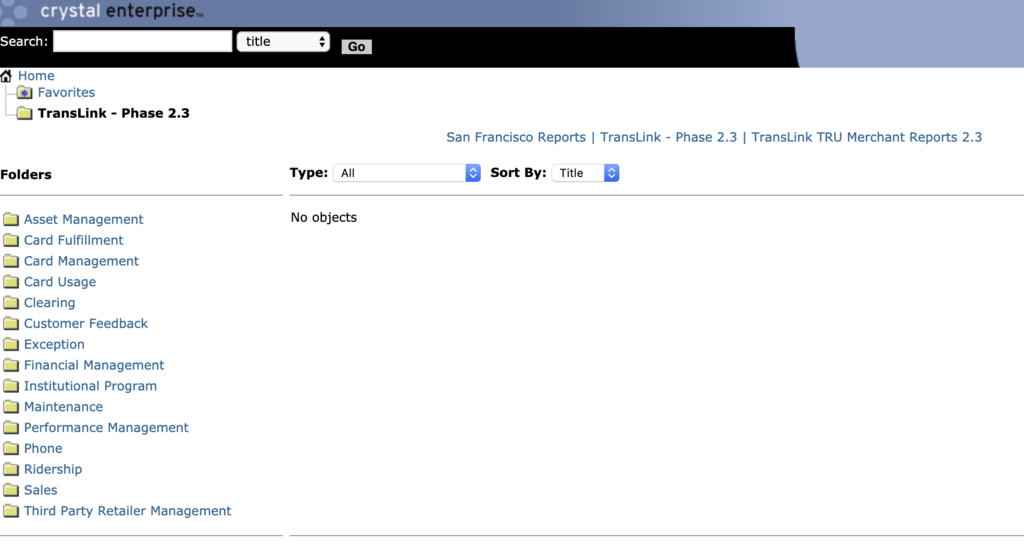 crystal enterprise™
Search: title Go
Home
Favorites
TransLink - Phase 2.3
San Francisco Reports | TransLink - Phase 2.3 | TransLink TRU Merchant Reports 2.3
Folders
Type: All Sort By: Title
No objects
Asset Management
Card Fulfillment
Card Management
Card Usage
Clearing
Customer Feedback
Exception
Financial Management
Institutional Program
Maintenance
Performance Management
Phone
Ridership
Sales
Third Party Retailer Management